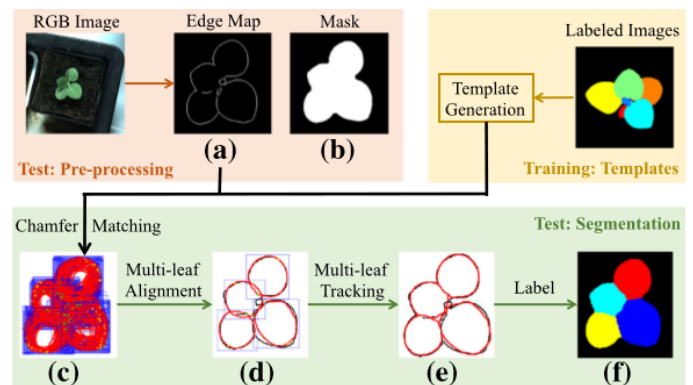 RGB Image
Edge Map
Mask
Labeled Images
Template
Generation
(a)
(b)
Test: Pre-processing
Training: Templates
Chamfer Matching
Test: Segmentation
Multi-leaf
Alignment
Multi-leaf
Tracking
Label
(c)
(d)
(e)
(f)